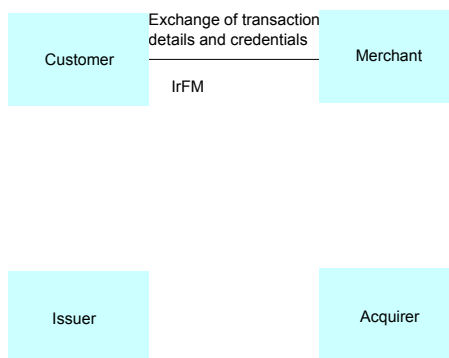 Exchange of transaction
details and credentials
Customer
Merchant
IrFM
Issuer
Acquirer